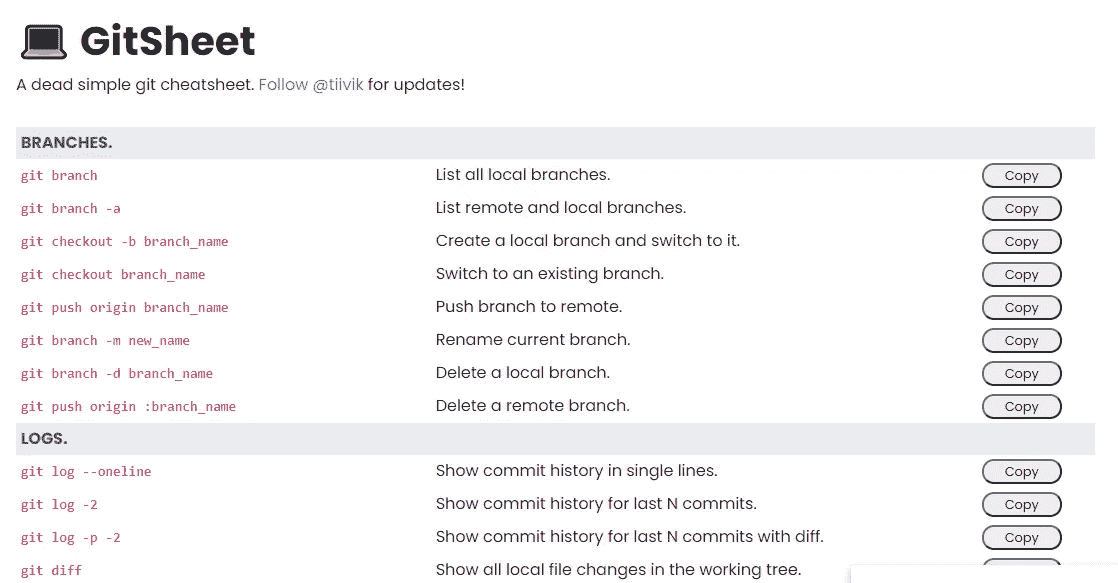 GitSheet
A dead simple git cheatsheet. Follow @tiivik for updates!
BRANCHES.
git branch List all local branches. Copy
git branch -a List remote and local branches. Copy
git checkout -b branch_name Create a local branch and switch to it. Copy
git checkout branch_name Switch to an existing branch. Copy
git push origin branch_name Push branch to remote. Copy
git branch -m new_name Rename current branch. Copy
git branch -d branch_name Delete a local branch. Copy
git push origin :branch_name Delete a remote branch. Copy
LOGS.
git log --oneline Show commit history in single lines. Copy
git log -2 Show commit history for last N commits. Copy
git log -p -2 Show commit history for last N commits with diff. Copy
git diff Show all local file changes in the working tree.